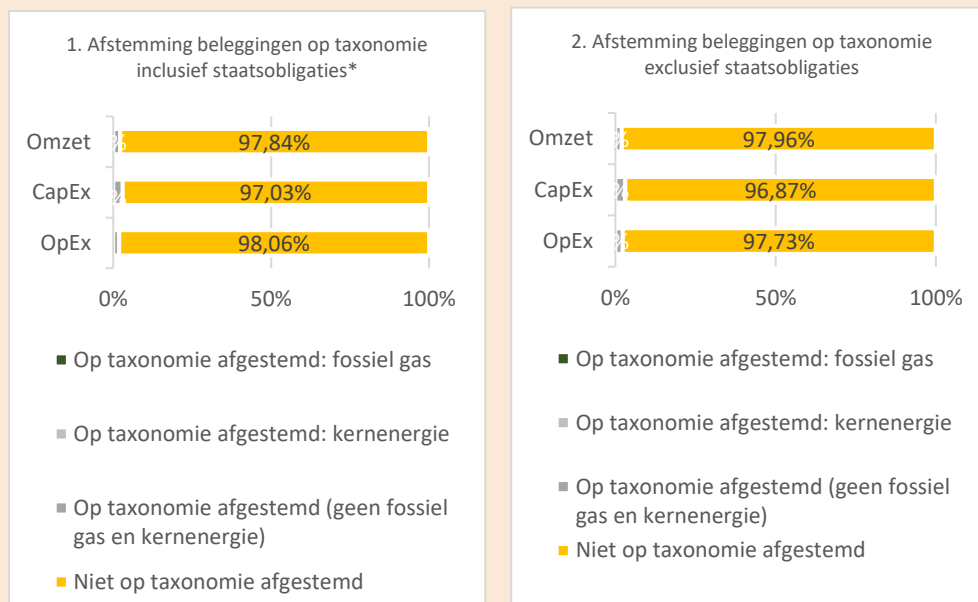 1. Afstemming beleggingen op taxonomie
inclusief staatsobligaties*
Omzet
97,84%
CapEx
97,03%
OpEx
98,06%
0%
50%
100%
Op taxonomie afgestemd: fossiel gas
Op taxonomie afgestemd: kernenergie
Op taxonomie afgestemd (geen fossiel
gas en kernenergie)
Niet op taxonomie afgestemd
2. Afstemming beleggingen op taxonomie
exclusief staatsobligaties
Omzet
97,96%
CapEx
96,87%
OpEx
97,73%
0%
50%
100%
Op taxonomie afgestemd: fossiel gas
Op taxonomie afgestemd: kernenergie
Op taxonomie afgestemd (geen fossiel
gas en kernenergie)
Niet op taxonomie afgestemd